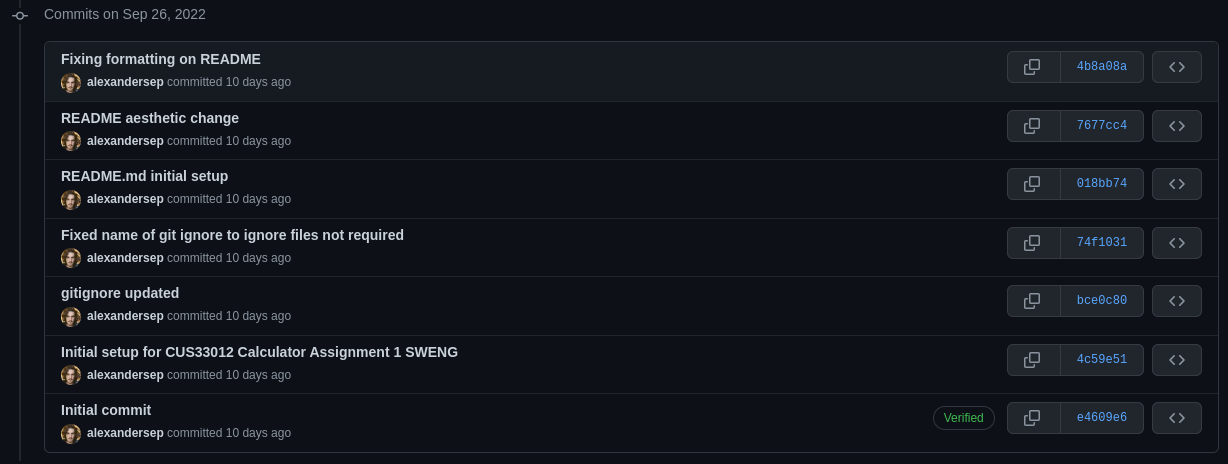 Commits on Sep 26, 2022
Fixing formatting on README
alexandersep committed 10 days ago
4b8a08a
README aesthetic change
alexandersep committed 10 days ago
7677cc4
README.md initial setup
alexandersep committed 10 days ago
018bb74
Fixed name of git ignore to ignore files not required
alexandersep committed 10 days ago
74f1031
gitignore updated
alexandersep committed 10 days ago
bce0c80
Initial setup for CUS33012 Calculator Assignment 1 SWENG
alexandersep committed 10 days ago
4c59e51
Initial commit
alexandersep committed 10 days ago
Verified
e4609e6